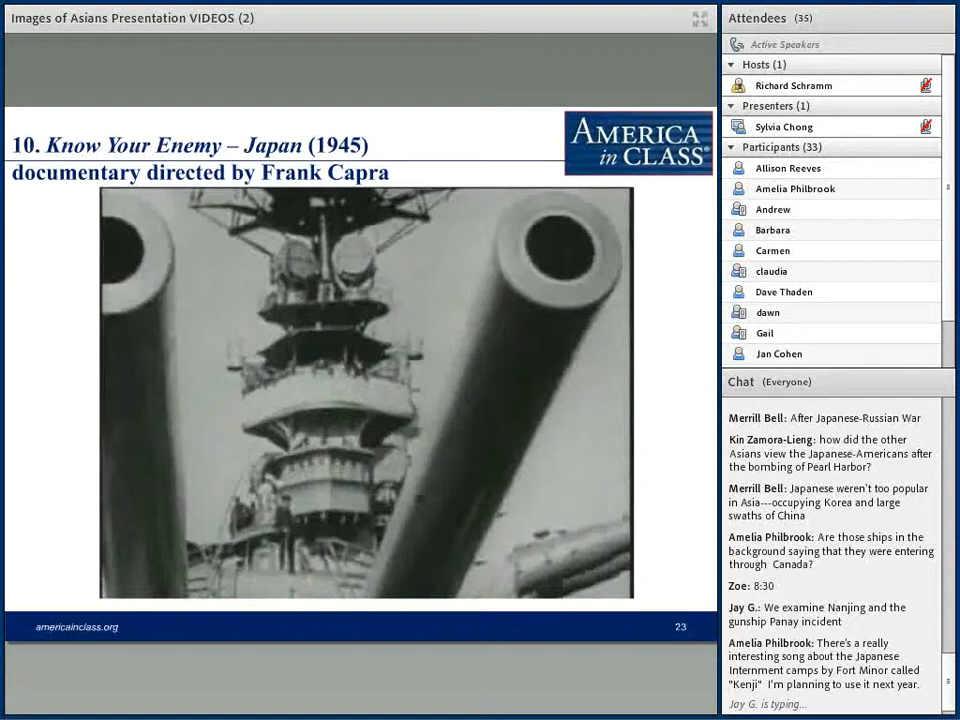 Images of Asians Presentation VIDEOS (2)
10. Know Your Enemy – Japan (1945)
documentary directed by Frank Capra
AMERICA
in CLASS®
americainclass.org
23
Attendees (35)
Active Speakers
Hosts (1)
Richard Schramm
Presenters (1)
Sylvia Chong
Participants (33)
Allison Reeves
Amelia Philbrook
Andrew
Barbara
Carmen
claudia
Dave Thaden
dawn
Gail
Jan Cohen
Chat (Everyone)
Merrill Bell: After Japanese-Russian War
Kin Zamora-Lieng: how did the other
Asians view the Japanese-Americans after
the bombing of Pearl Harbor?
Merrill Bell: Japanese weren't too popular
in Asia---occupying Korea and large
swaths of China
Amelia Philbrook: Are those ships in the
background saying that they were entering
through Canada?
Zoe: 8:30
Jay G.: We examine Nanjing and the
gunship Panay incident
Amelia Philbrook: There's a really
interesting song about the Japanese
Internment camps by Fort Minor called
"Kenji" I'm planning to use it next year.
Jay G. is typing...